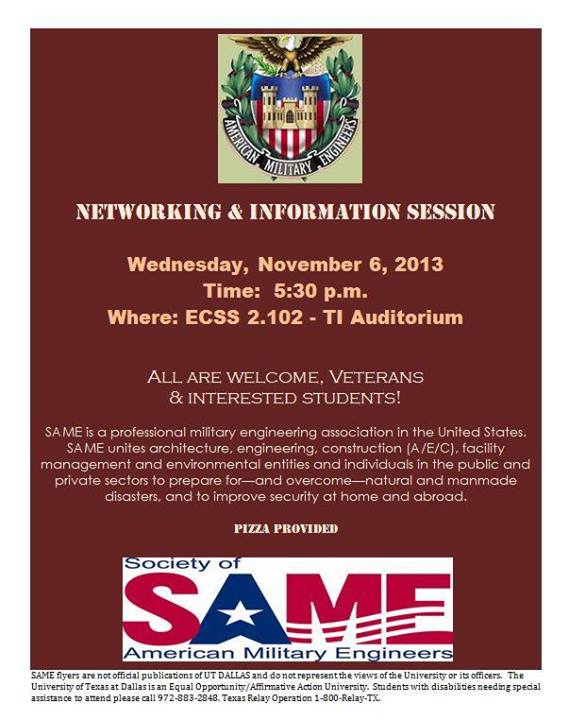 AMERICAN MILITARY ENGINEERS
NETWORKING & INFORMATION SESSION
Wednesday, November 6, 2013
Time: 5:30 p.m.
Where: ECSS 2.102 - TI Auditorium
ALL ARE WELCOME, VETERANS
& INTERESTED STUDENTS!
SAME is a professional military engineering association in the United States.
SAME unites architecture, engineering, construction (A/E/C), facility
management and environmental entities and individuals in the public and
private sectors to prepare for—and overcome—natural and manmade
disasters, and to improve security at home and abroad.
PIZZA PROVIDED
Society of
SAME
American Military Engineers
SAME flyers are not official publications of UT DALLAS and do not represent the views of the University or its officers. The
University of Texas at Dallas is an Equal Opportunity/Affirmative Action University. Students with disabilities needing special
assistance to attend please call 972-883-2848. Texas Relay Operation 1-800-Relay-TX.